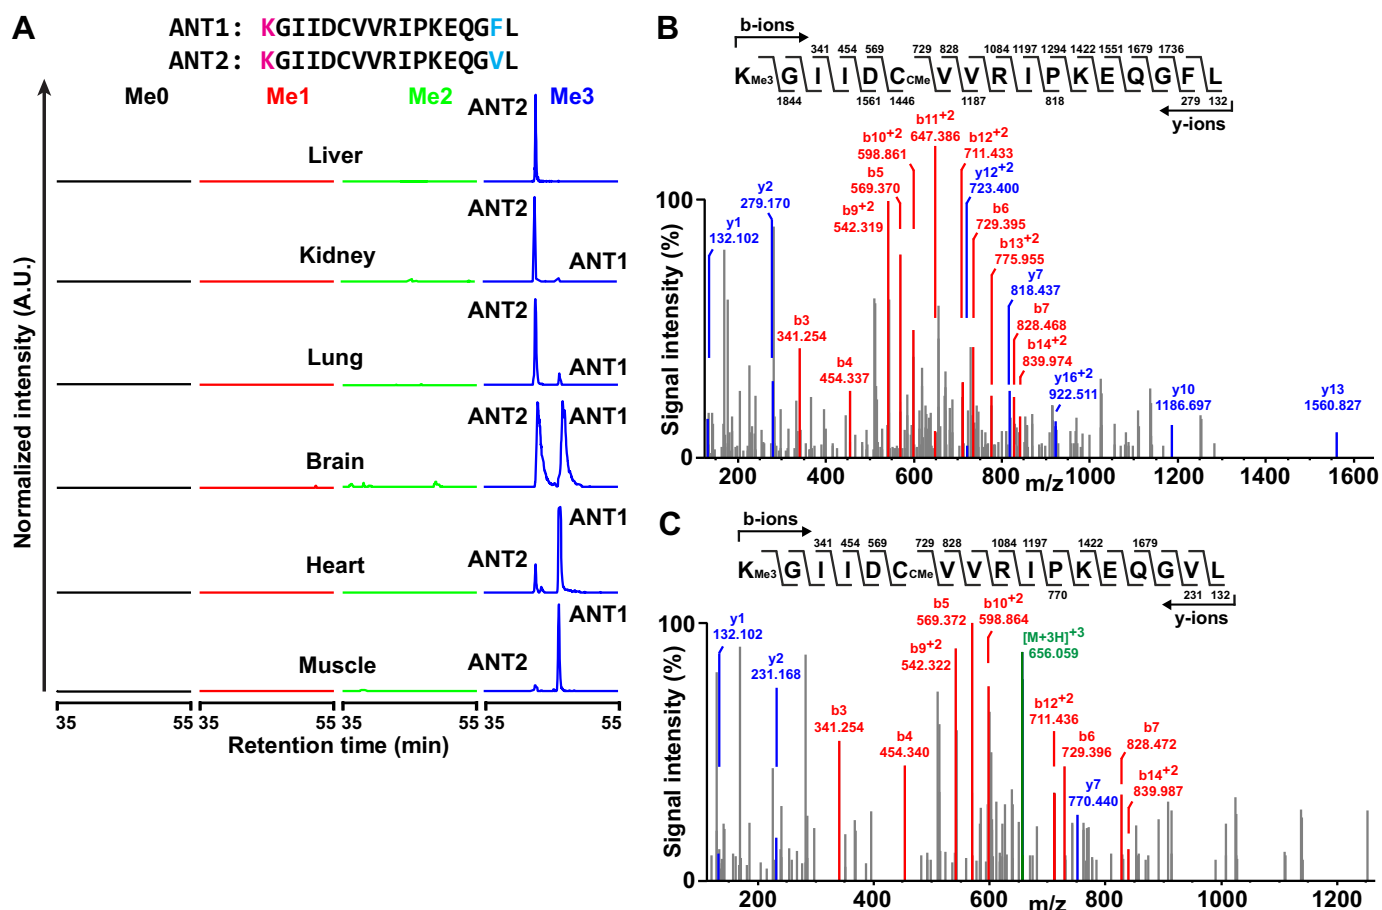 A
ANT1: KGIIDCVVRIPKEQGFL
ANT2: KGIIDCVVRIPKEQGVL
Me0 Me1 Me2 Me3
Normalized intensity (A.U.)
ANT2
Liver
ANT2
Kidney
ANT1
ANT2
Lung
ANT1
ANT2 ANT1
Brain
ANT1
Heart
ANT2
ANT1
Muscle
ANT2
35 55 35 55 35 55 35 55
Retention time (min)
B
b-ions
341 454 569 729 828 1084 1197 1294 1422 1551 1679 1736
KMe3GIIDCCMeVVRIPKEQGFL
1844 1561 1446 1187 818 279 132
y-ions
b11+2
647.386
b10+2
598.861
b12+2
711.433
b5
569.370
y12+2
723.400
y2
279.170
b9+2
542.319
b6
729.395
y1
132.102
b13+2
775.955
y7
818.437
b3
341.254
b7
828.468
b14+2
839.974
b4
454.337
y16+2
922.511
y10
1186.697
y13
1560.827
Signal intensity (%)
100
0
200 400 600 800 1000 1200 1400 1600
m/z
C
b-ions
341 454 569 729 828 1084 1197 1422 1679
KMe3GIIDCCMeVVRIPKEQGVL
770 231 132
y-ions
b5
569.372
b10+2
598.864
y1
132.102
[M+3H]+3
656.059
b9+2
542.322
y2
231.168
b12+2
711.436
b3
341.254
b6
729.396
b7
828.472
b4
454.340
b14+2
839.987
y7
770.440
Signal intensity (%)
100
0
200 400 600 800 1000 1200
m/z